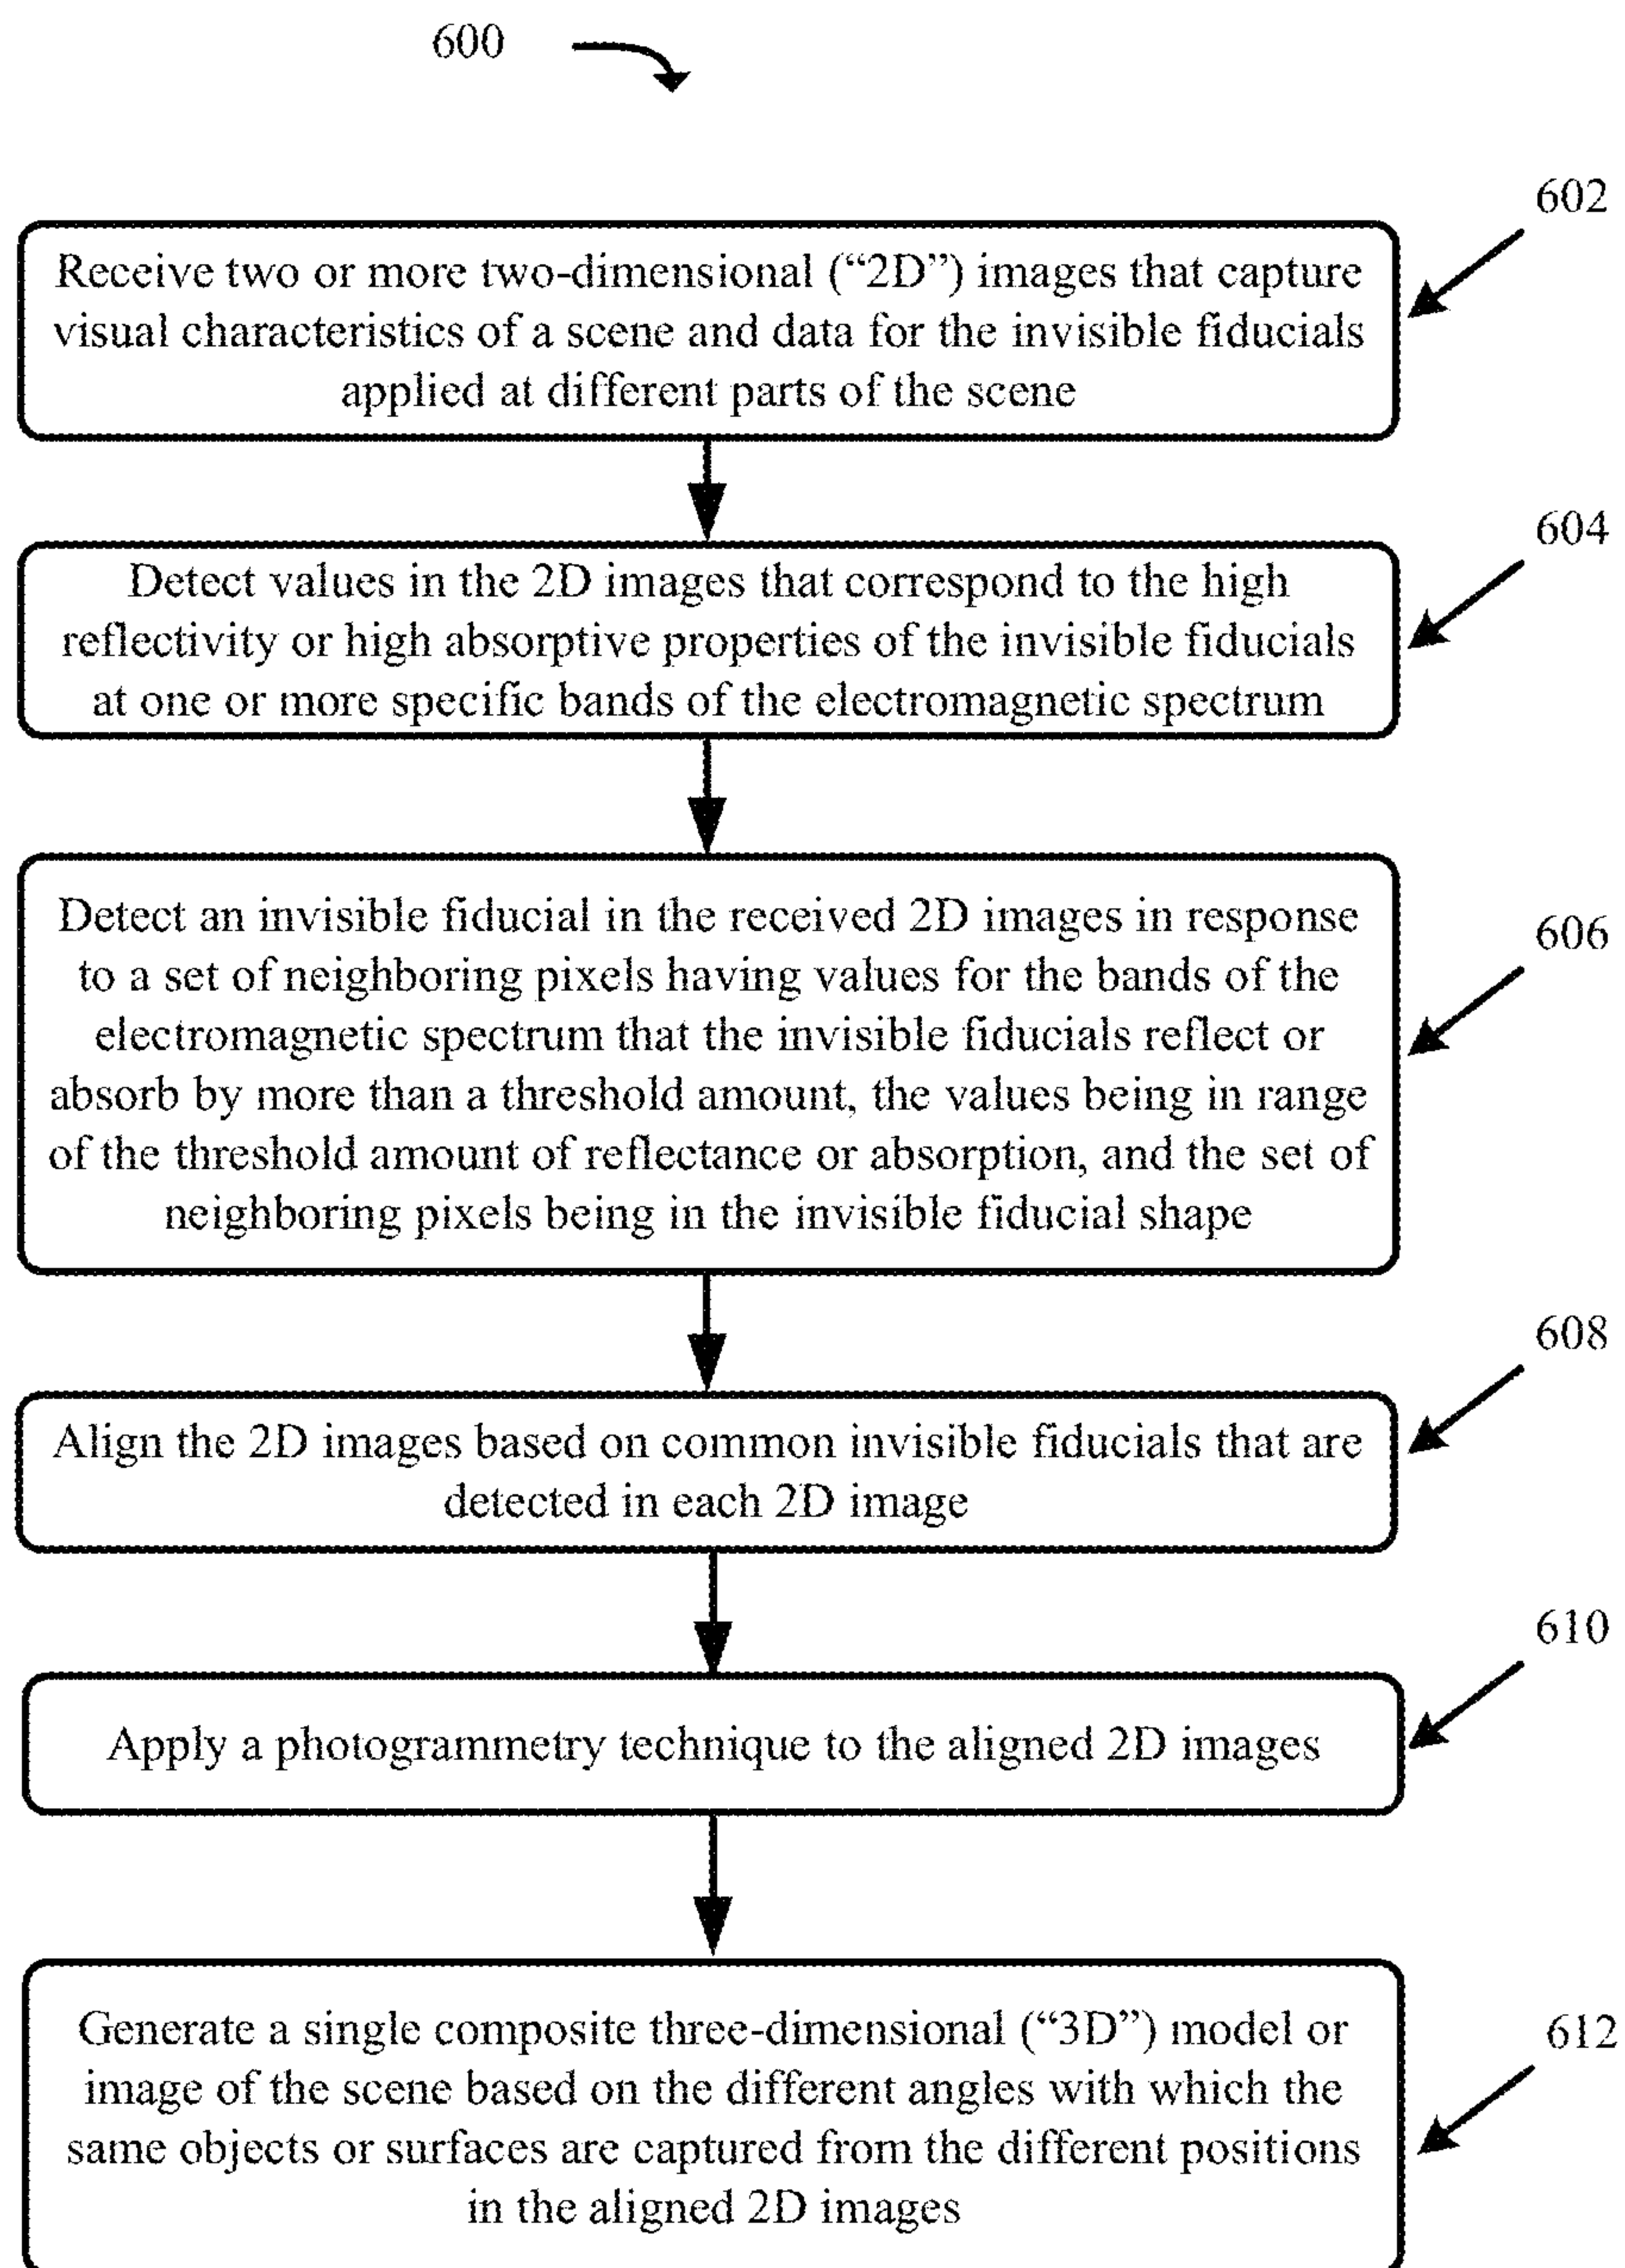 600
602
Receive two or more two-dimensional (“2D”) images that capture
visual characteristics of a scene and data for the invisible fiducials
applied at different parts of the scene
604
Detect values in the 2D images that correspond to the high
reflectivity or high absorptive properties of the invisible fiducials
at one or more specific bands of the electromagnetic spectrum
606
Detect an invisible fiducial in the received 2D images in response
to a set of neighboring pixels having values for the bands of the
electromagnetic spectrum that the invisible fiducials reflect or
absorb by more than a threshold amount, the values being in range
of the threshold amount of reflectance or absorption, and the set of
neighboring pixels being in the invisible fiducial shape
608
Align the 2D images based on common invisible fiducials that are
detected in each 2D image
610
Apply a photogrammetry technique to the aligned 2D images
612
Generate a single composite three-dimensional (“3D”) model or
image of the scene based on the different angles with which the
same objects or surfaces are captured from the different positions
in the aligned 2D images